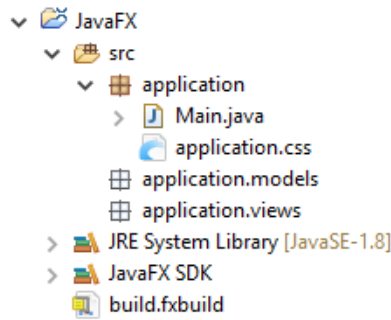 JavaFX
src
application
Main.java
application.css
application.models
application.views
JRE System Library [JavaSE-1.8]
JavaFX SDK
build.fxbuild